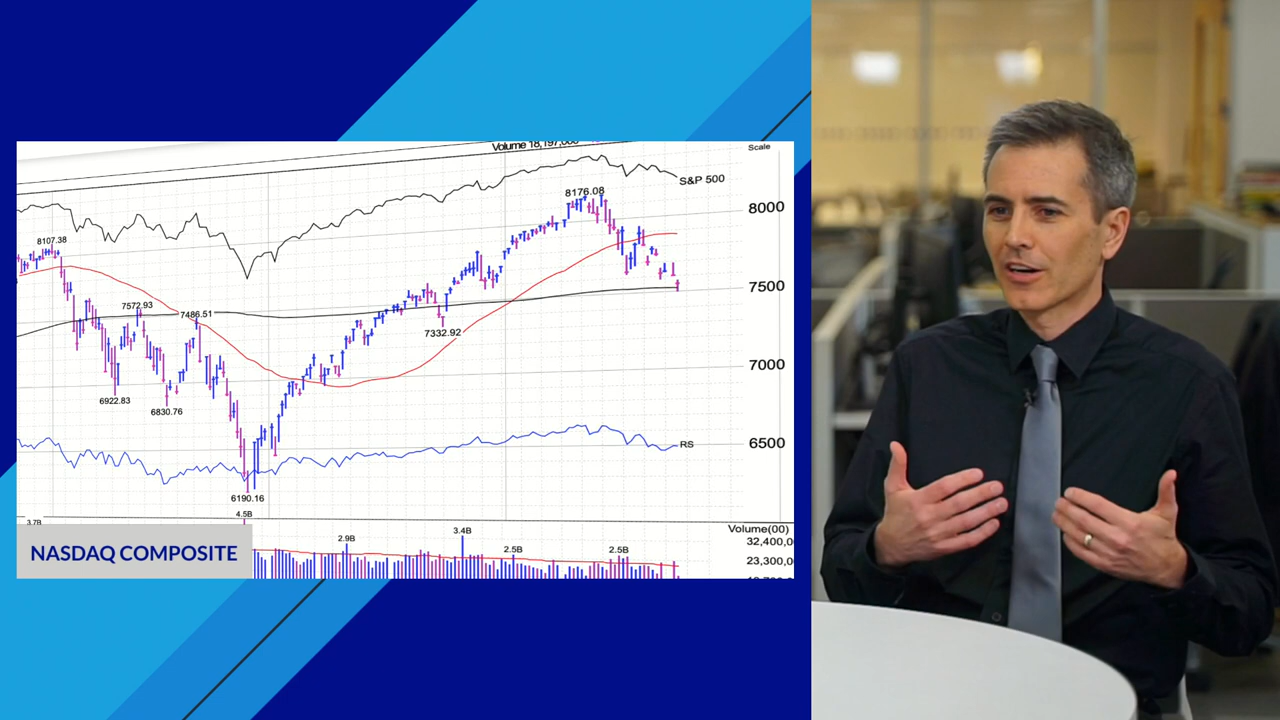 Volume 18,197,000
Scale
S&P 500
8176.08
8000
8107.38
7500
7572.93
7486.51
7332.92
7000
6922.83
6830.76
6500
RS
6190.16
4.5B
3.7B
Volume(00)
3.4B
2.9B
2.5B
2.5B
32,400,0
23,300,0
NASDAQ COMPOSITE